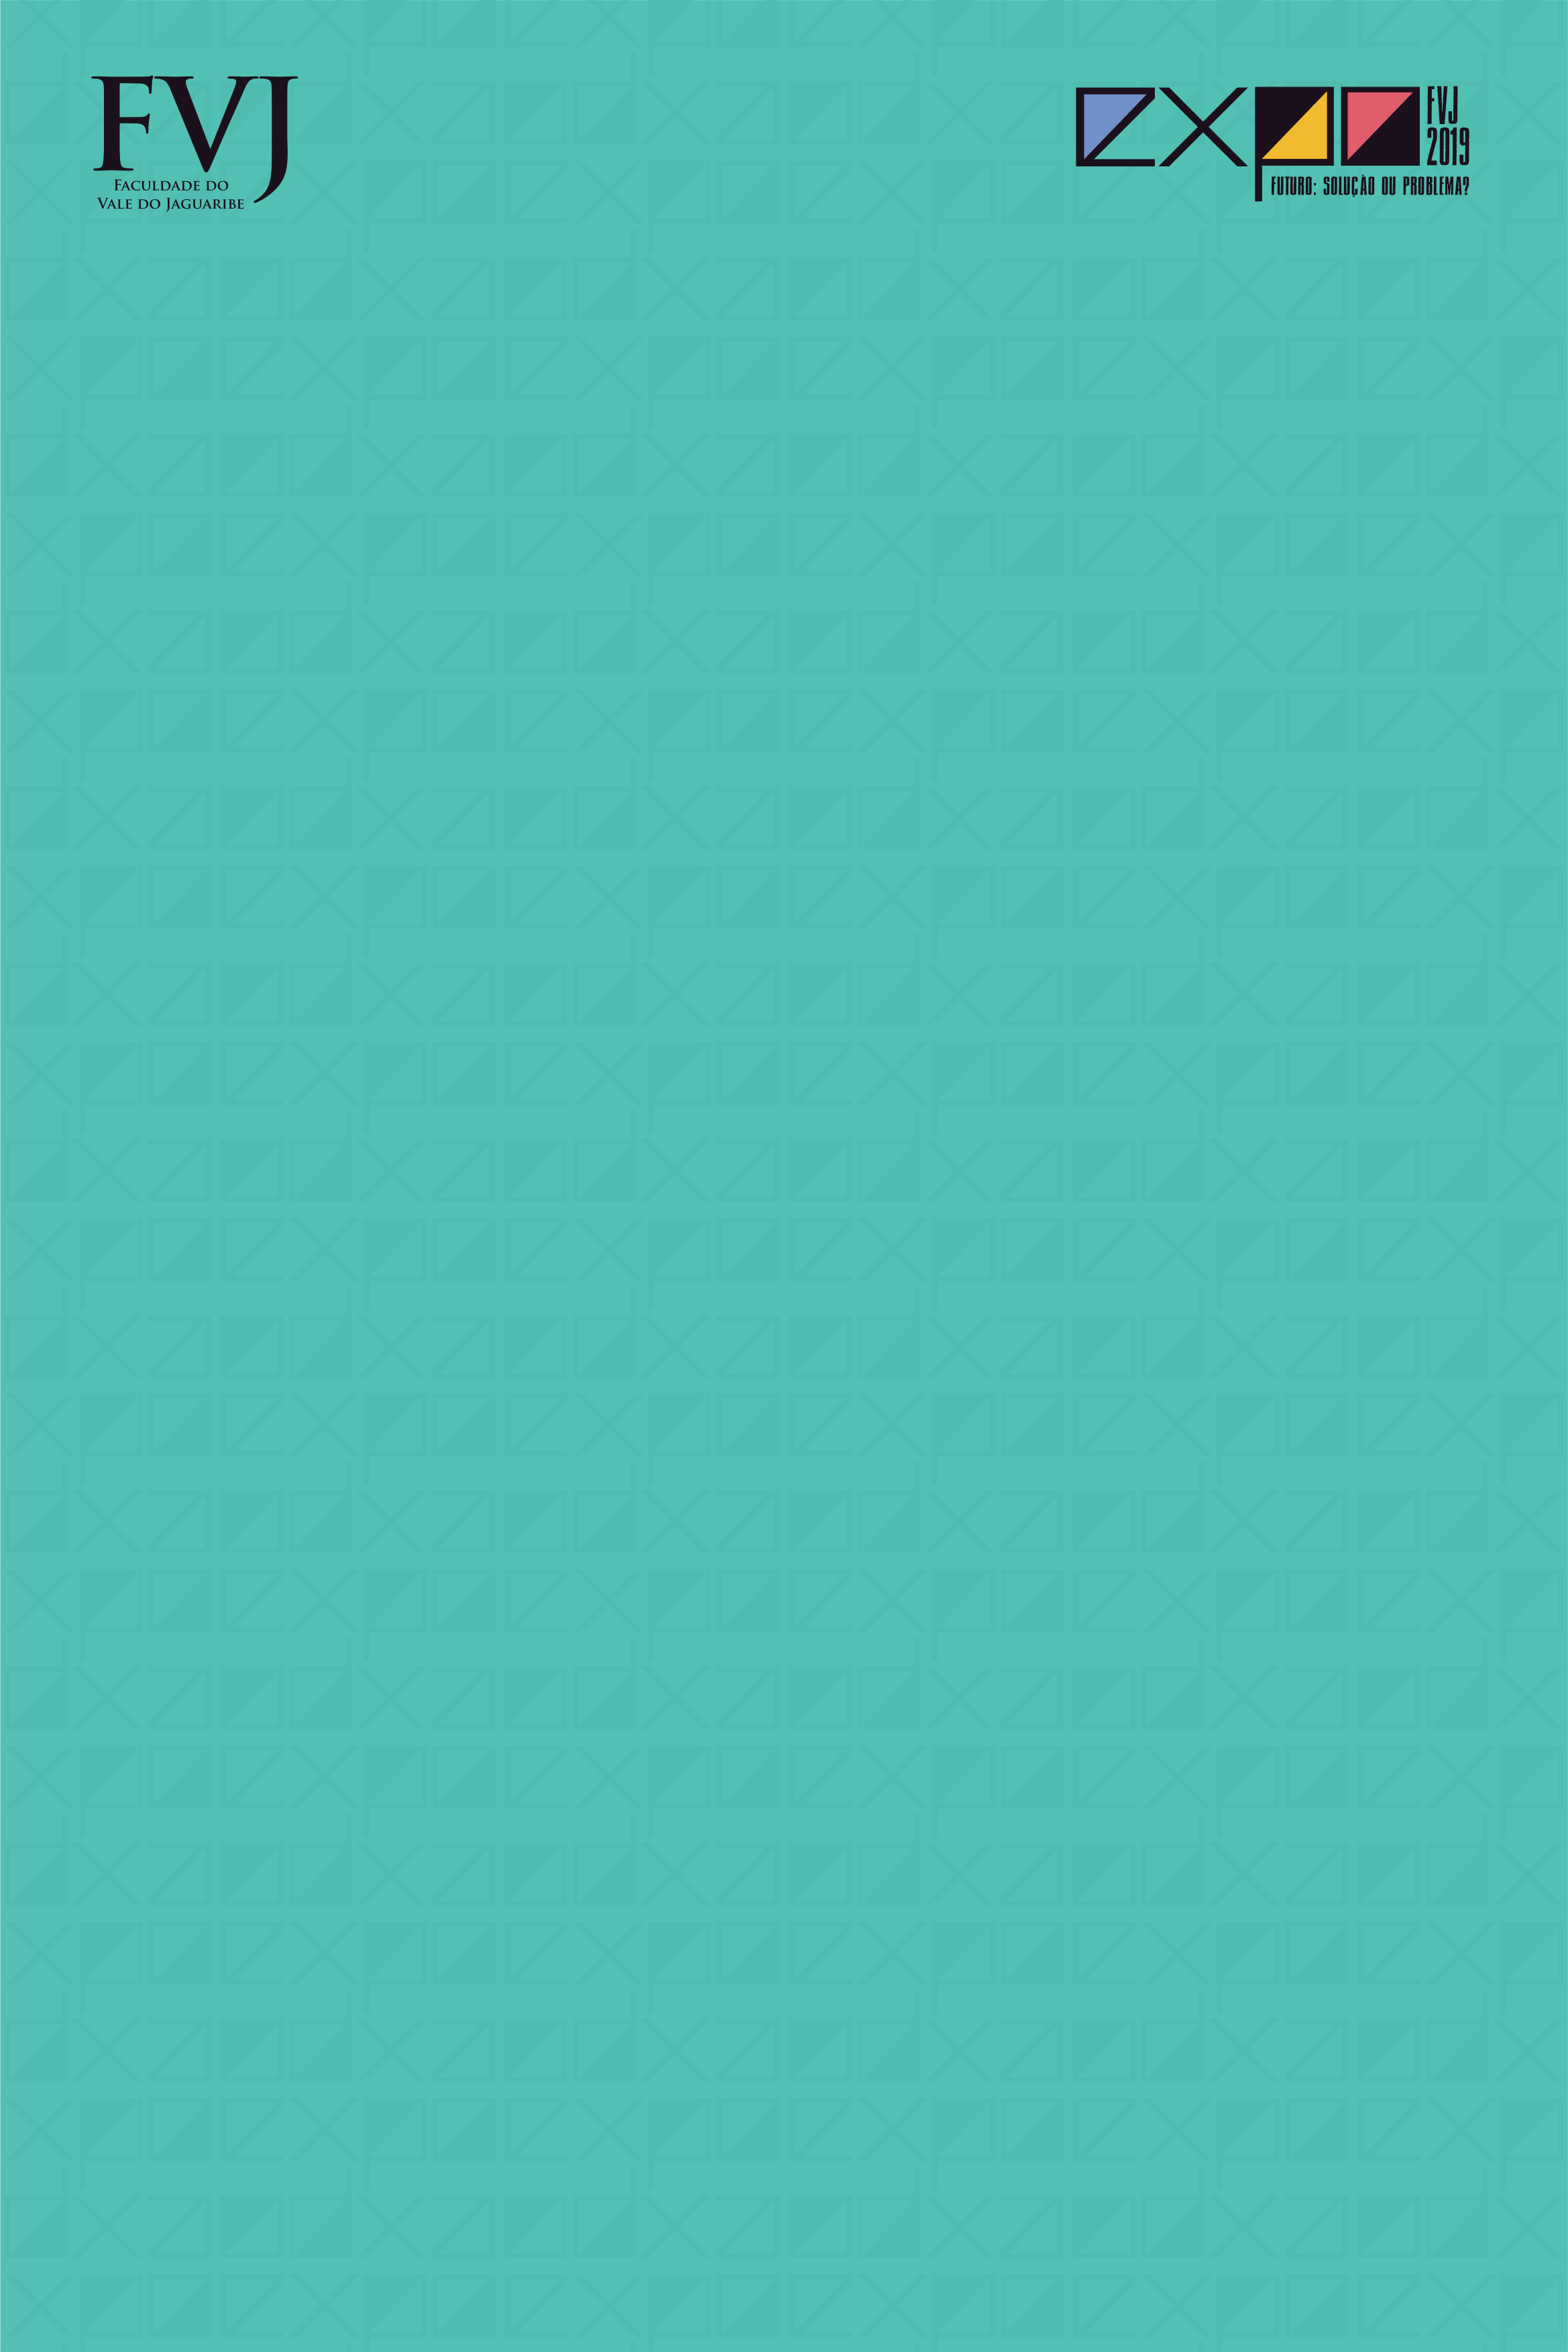 FVJ
FACULDADE DO
VALE DO JAGUARIBE
expo
FVJ
2019
FUTURO: SOLUÇÃO OU PROBLEMA?